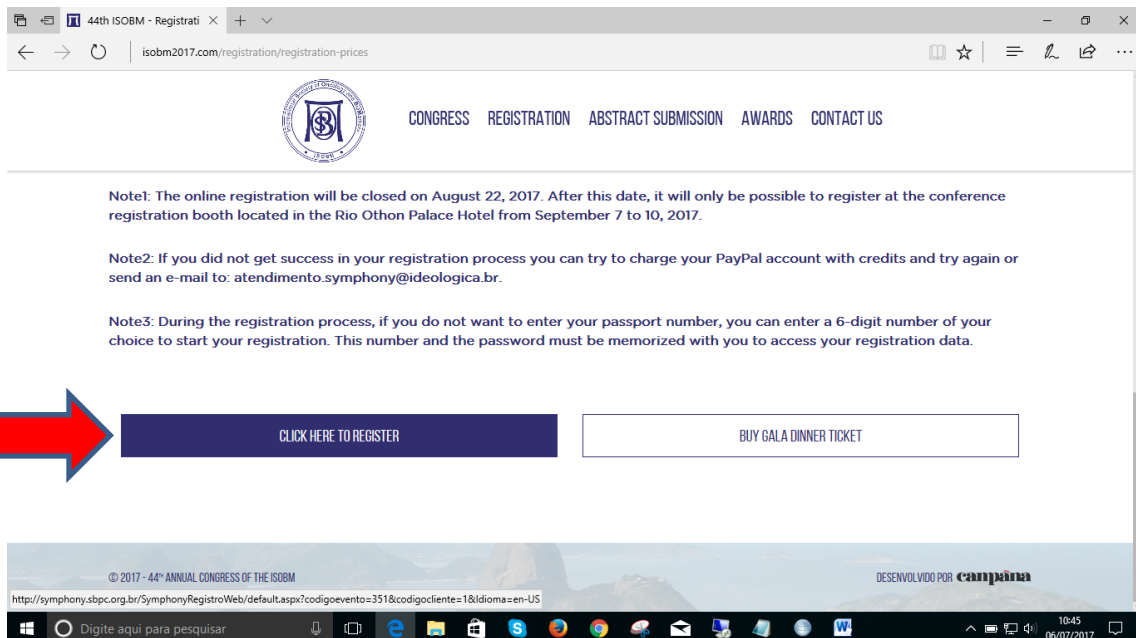 44th ISOBM - Registrati
isobm2017.com/registration/registration-prices
CONGRESS REGISTRATION ABSTRACT SUBMISSION AWARDS CONTACT US
International Society of Oncology and BioMarkers
ISOBM
Note1: The online registration will be closed on August 22, 2017. After this date, it will only be possible to register at the conference
registration booth located in the Rio Othon Palace Hotel from September 7 to 10, 2017.
Note2: If you did not get success in your registration process you can try to charge your PayPal account with credits and try again or
send an e-mail to: atendimento.symphony@ideologica.br.
Note3: During the registration process, if you do not want to enter your passport number, you can enter a 6-digit number of your
choice to start your registration. This number and the password must be memorized with you to access your registration data.
CLICK HERE TO REGISTER BUY GALA DINNER TICKET
© 2017 - 44th ANNUAL CONGRESS OF THE ISOBM DESENVOLVIDO POR canpana
http://symphony.sbpc.org.br/SymphonyRegistroWeb/default.aspx?codigoevento=351&codigocliente=1&Idioma=en-US
Digite aqui para pesquisar 10:45
06/07/2017